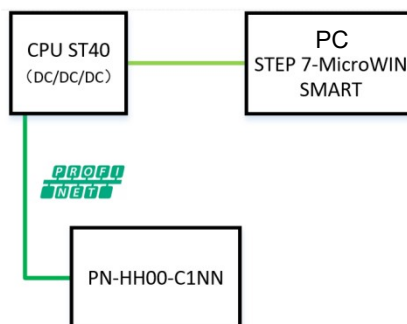 CPU ST40
（DC/DC/DC）
PC
STEP 7-MicroWIN
SMART
PROFI
NET
PN-HH00-C1NN